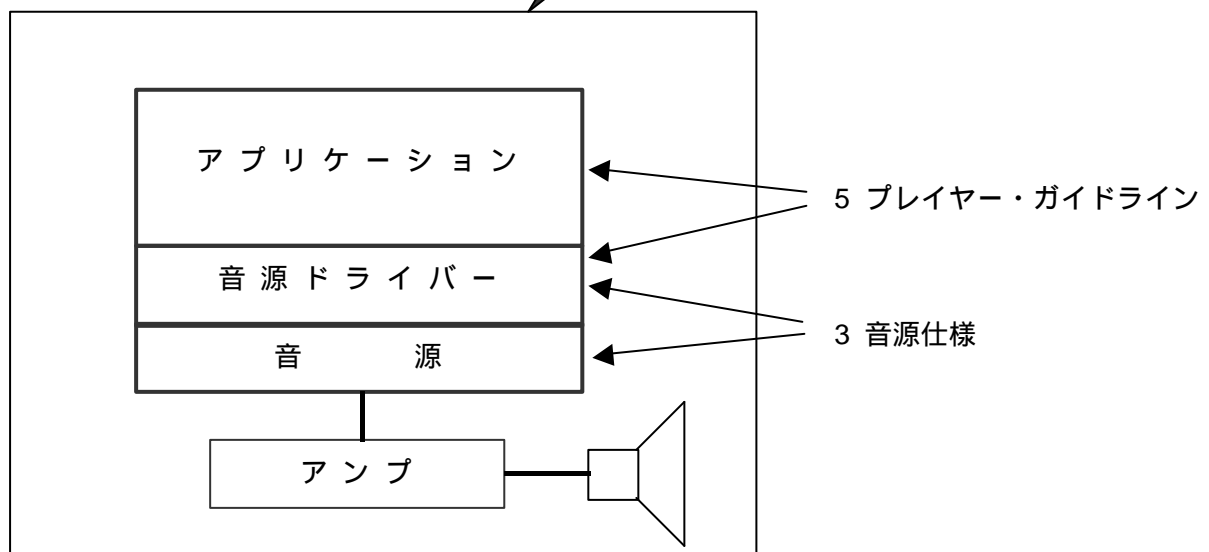 アプリケーション
5 プレイヤー・ガイドライン
音源ドライバー
3 音源仕様
音 源
アンプ